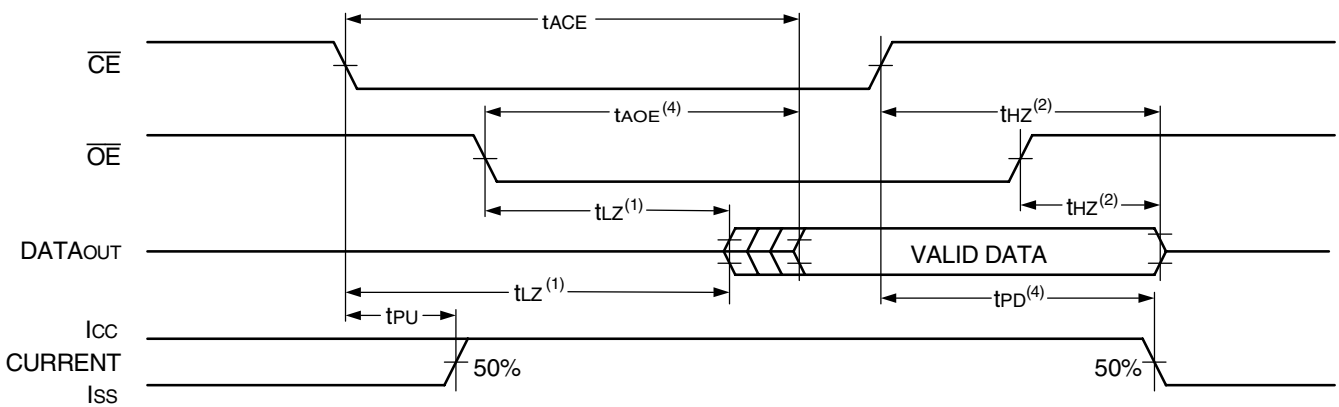 tACE
CE
tAOE(4)
tHZ(2)
OE
tLZ(1)
tHZ(2)
DATAOUT
VALID DATA
tLZ(1)
tPD(4)
tPU
ICC
CURRENT
50%
50%
ISS